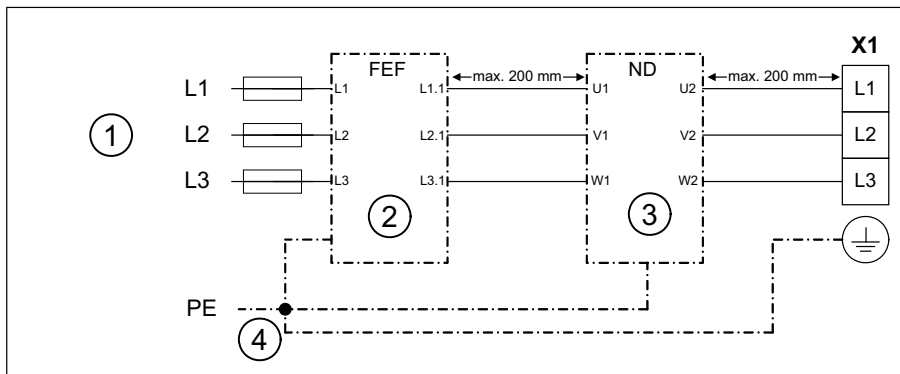 X1
FEF
ND
max. 200 mm
max. 200 mm
L1
L1
L1.1
U1
U2
L1
1
L2
L2
L2.1
V1
V2
L2
L3
L3
L3.1
W1
W2
L3
2
3
PE
4